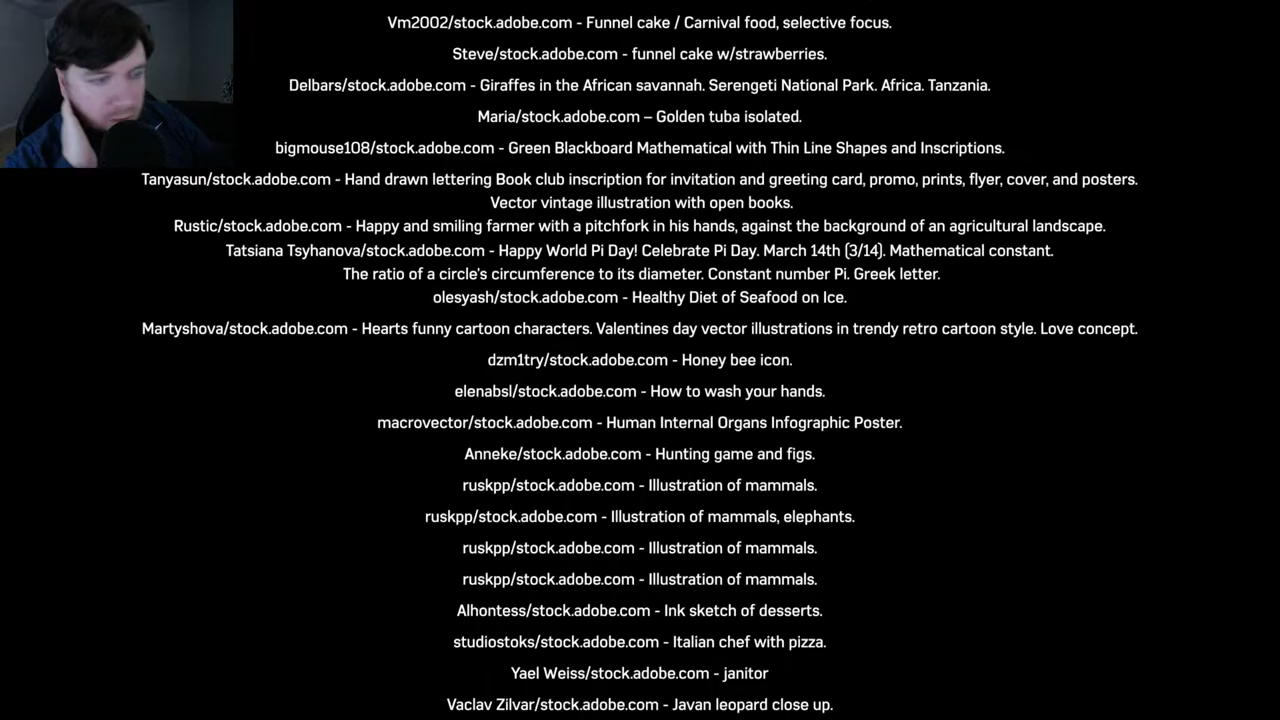 Vm2002/stock.adobe.com - Funnel cake / Carnival food, selective focus.
Steve/stock.adobe.com - funnel cake w/strawberries.
Delbars/stock.adobe.com - Giraffes in the African savannah. Serengeti National Park. Africa. Tanzania.
Maria/stock.adobe.com – Golden tuba isolated.
bigmouse108/stock.adobe.com - Green Blackboard Mathematical with Thin Line Shapes and Inscriptions.
Tanyasun/stock.adobe.com - Hand drawn lettering Book club inscription for invitation and greeting card, promo, prints, flyer, cover, and posters.
Vector vintage illustration with open books.
Rustic/stock.adobe.com - Happy and smiling farmer with a pitchfork in his hands, against the background of an agricultural landscape.
Tatsiana Tsyhanova/stock.adobe.com - Happy World Pi Day! Celebrate Pi Day. March 14th (3/14). Mathematical constant.
The ratio of a circle's circumference to its diameter. Constant number Pi. Greek letter.
olesyash/stock.adobe.com - Healthy Diet of Seafood on Ice.
Martyshova/stock.adobe.com - Hearts funny cartoon characters. Valentines day vector illustrations in trendy retro cartoon style. Love concept.
dzm1try/stock.adobe.com - Honey bee icon.
elenabsl/stock.adobe.com - How to wash your hands.
macrovector/stock.adobe.com - Human Internal Organs Infographic Poster.
Anneke/stock.adobe.com - Hunting game and figs.
ruskpp/stock.adobe.com - Illustration of mammals.
ruskpp/stock.adobe.com - Illustration of mammals, elephants.
ruskpp/stock.adobe.com - Illustration of mammals.
ruskpp/stock.adobe.com - Illustration of mammals.
Alhontess/stock.adobe.com - Ink sketch of desserts.
studiostoks/stock.adobe.com - Italian chef with pizza.
Yael Weiss/stock.adobe.com - janitor
Vaclav Zilvar/stock.adobe.com - Javan leopard close up.